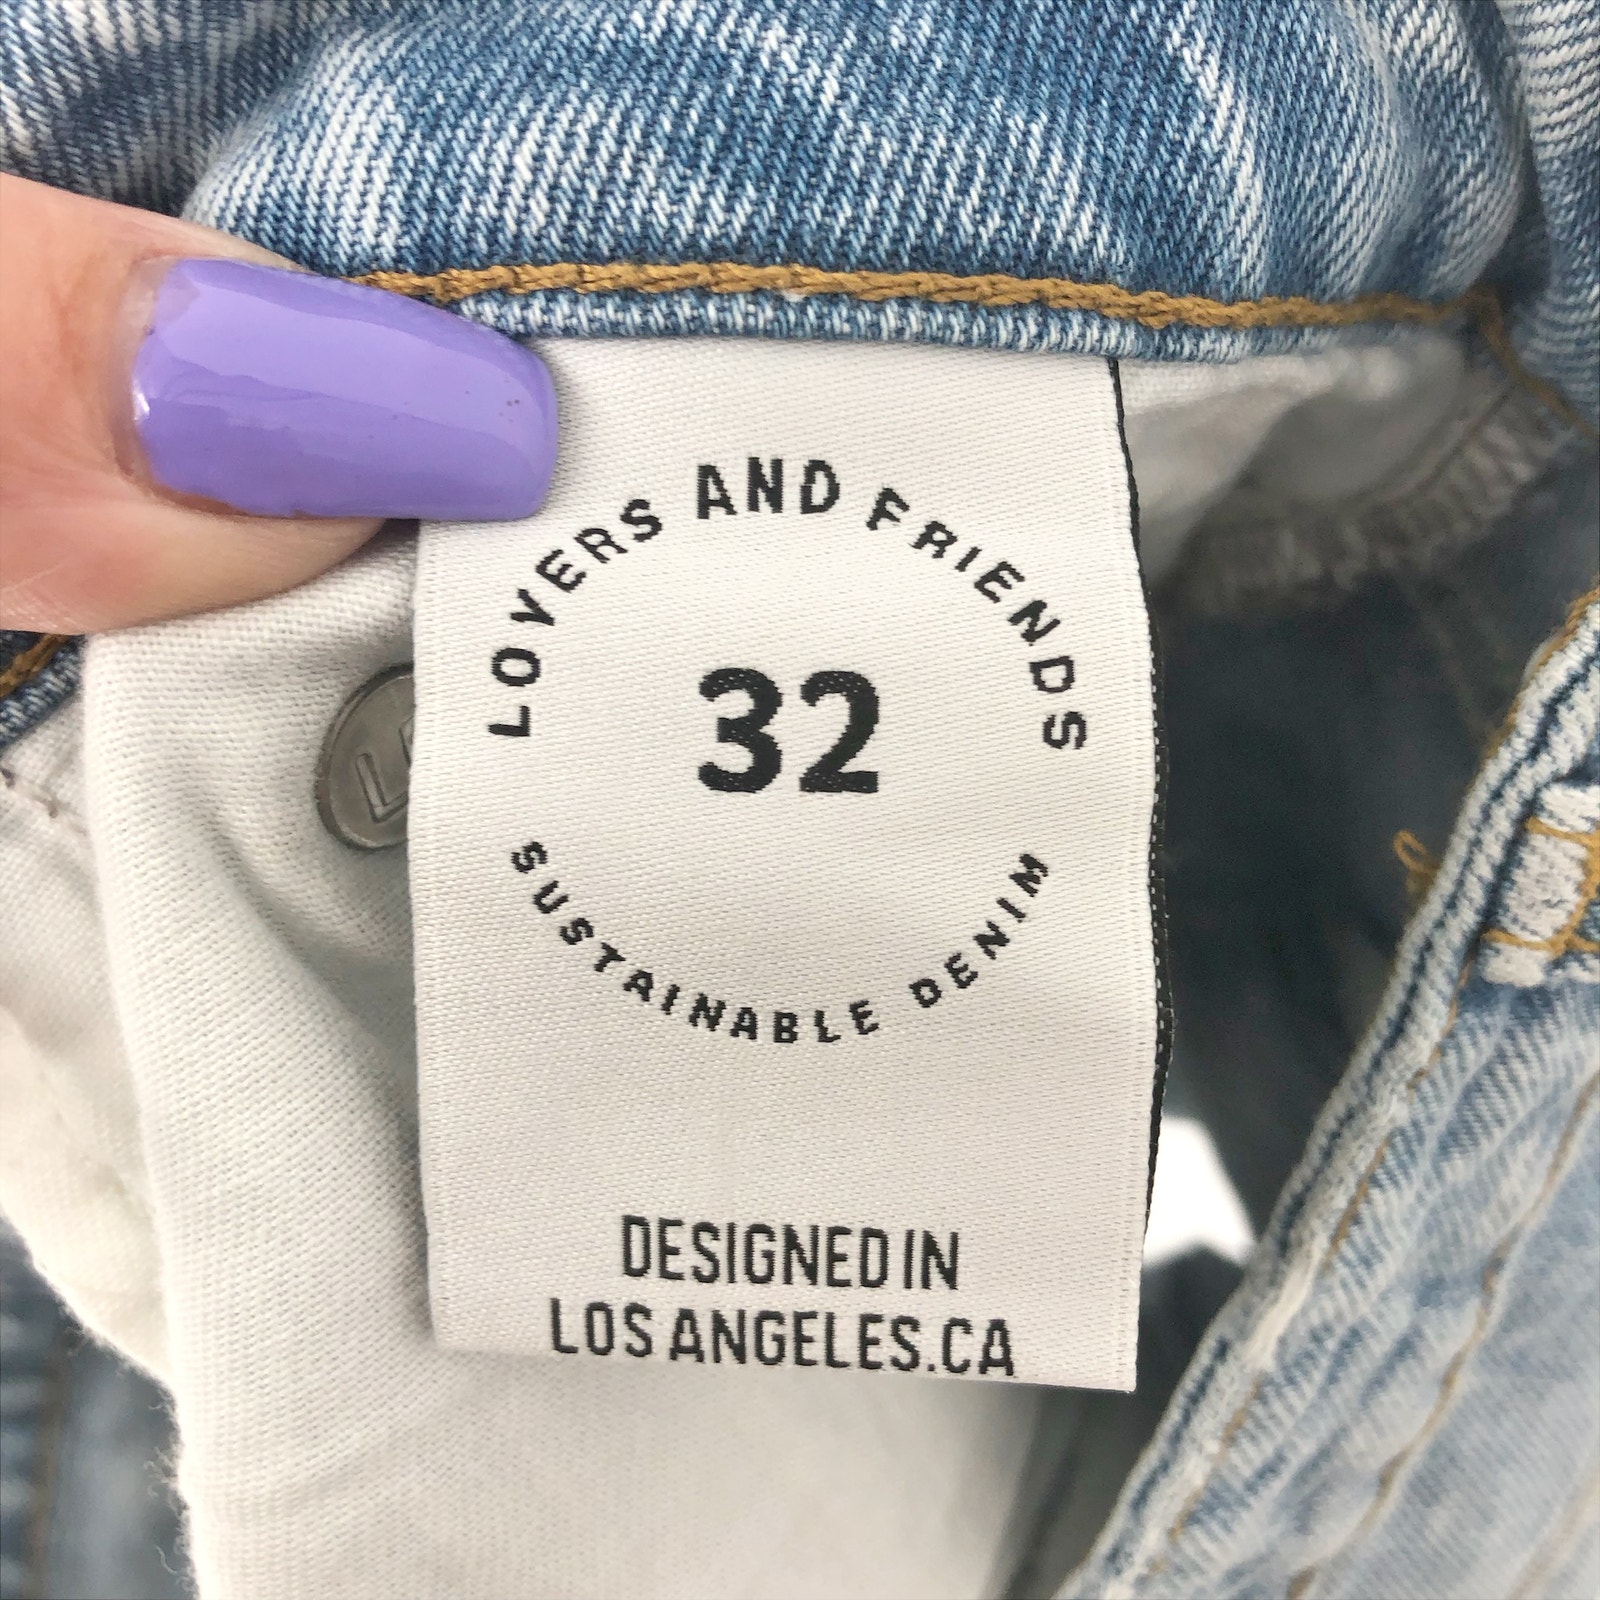 LOVERS AND FRIENDS
32
SUSTAINABLE DENIM
DESIGNED IN
LOS ANGELES.CA